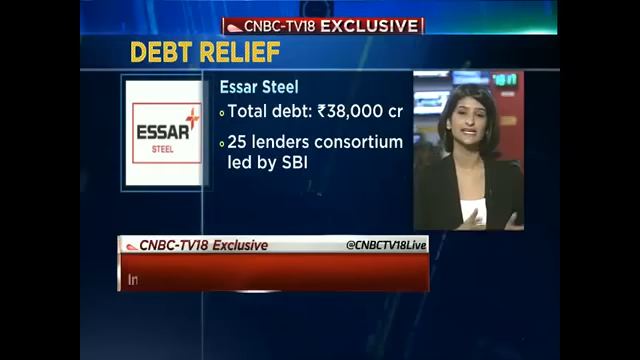 CNBC-TV18 EXCLUSIVE
DEBT RELIEF
Essar Steel
Total debt: ₹38,000 cr
25 lenders consortium
led by SBI
ESSAR
STEEL
CNBC-TV18 Exclusive
@CNBCTV18Live
In